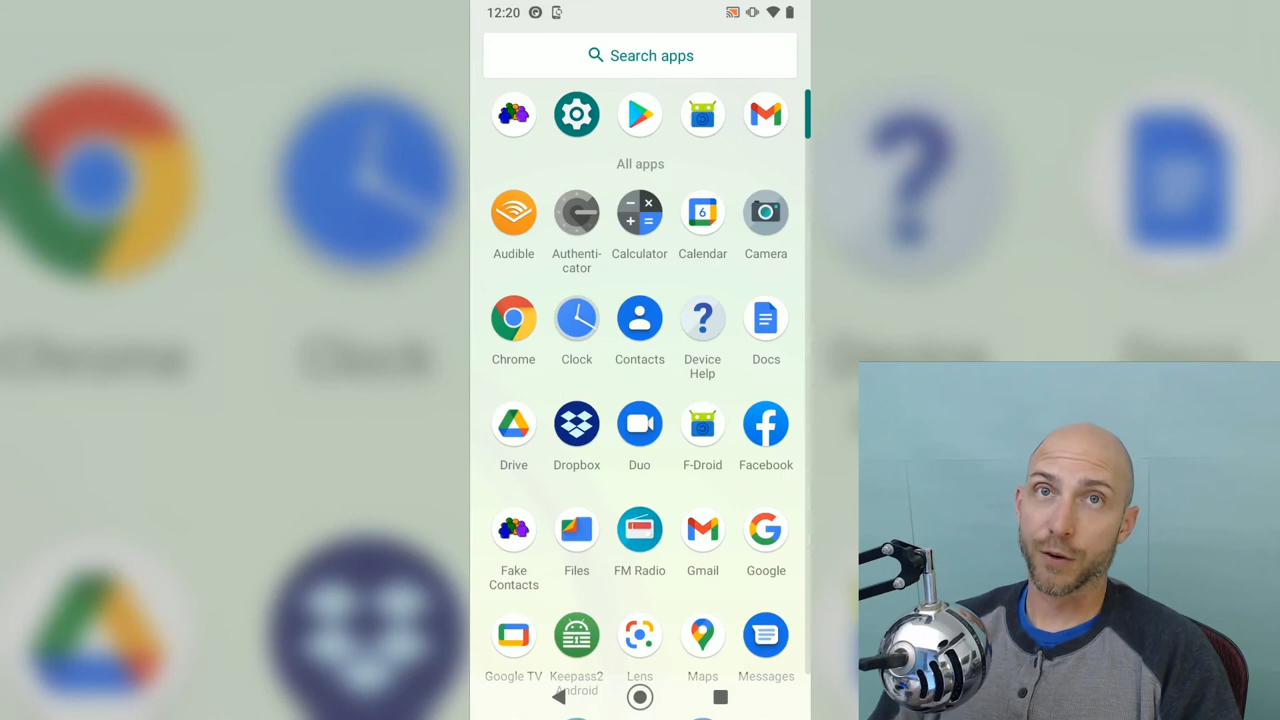 12:20
Search apps
All apps
Audible
Authenti-
cator
Calculator
Calendar
6
Camera
Chrome
Clock
Contacts
Device
Help
Docs
Drive
Dropbox
Duo
F-Droid
Facebook
Fake
Contacts
Files
FM Radio
Gmail
Google
Google TV
Keepass2
Android
Lens
Maps
Messages